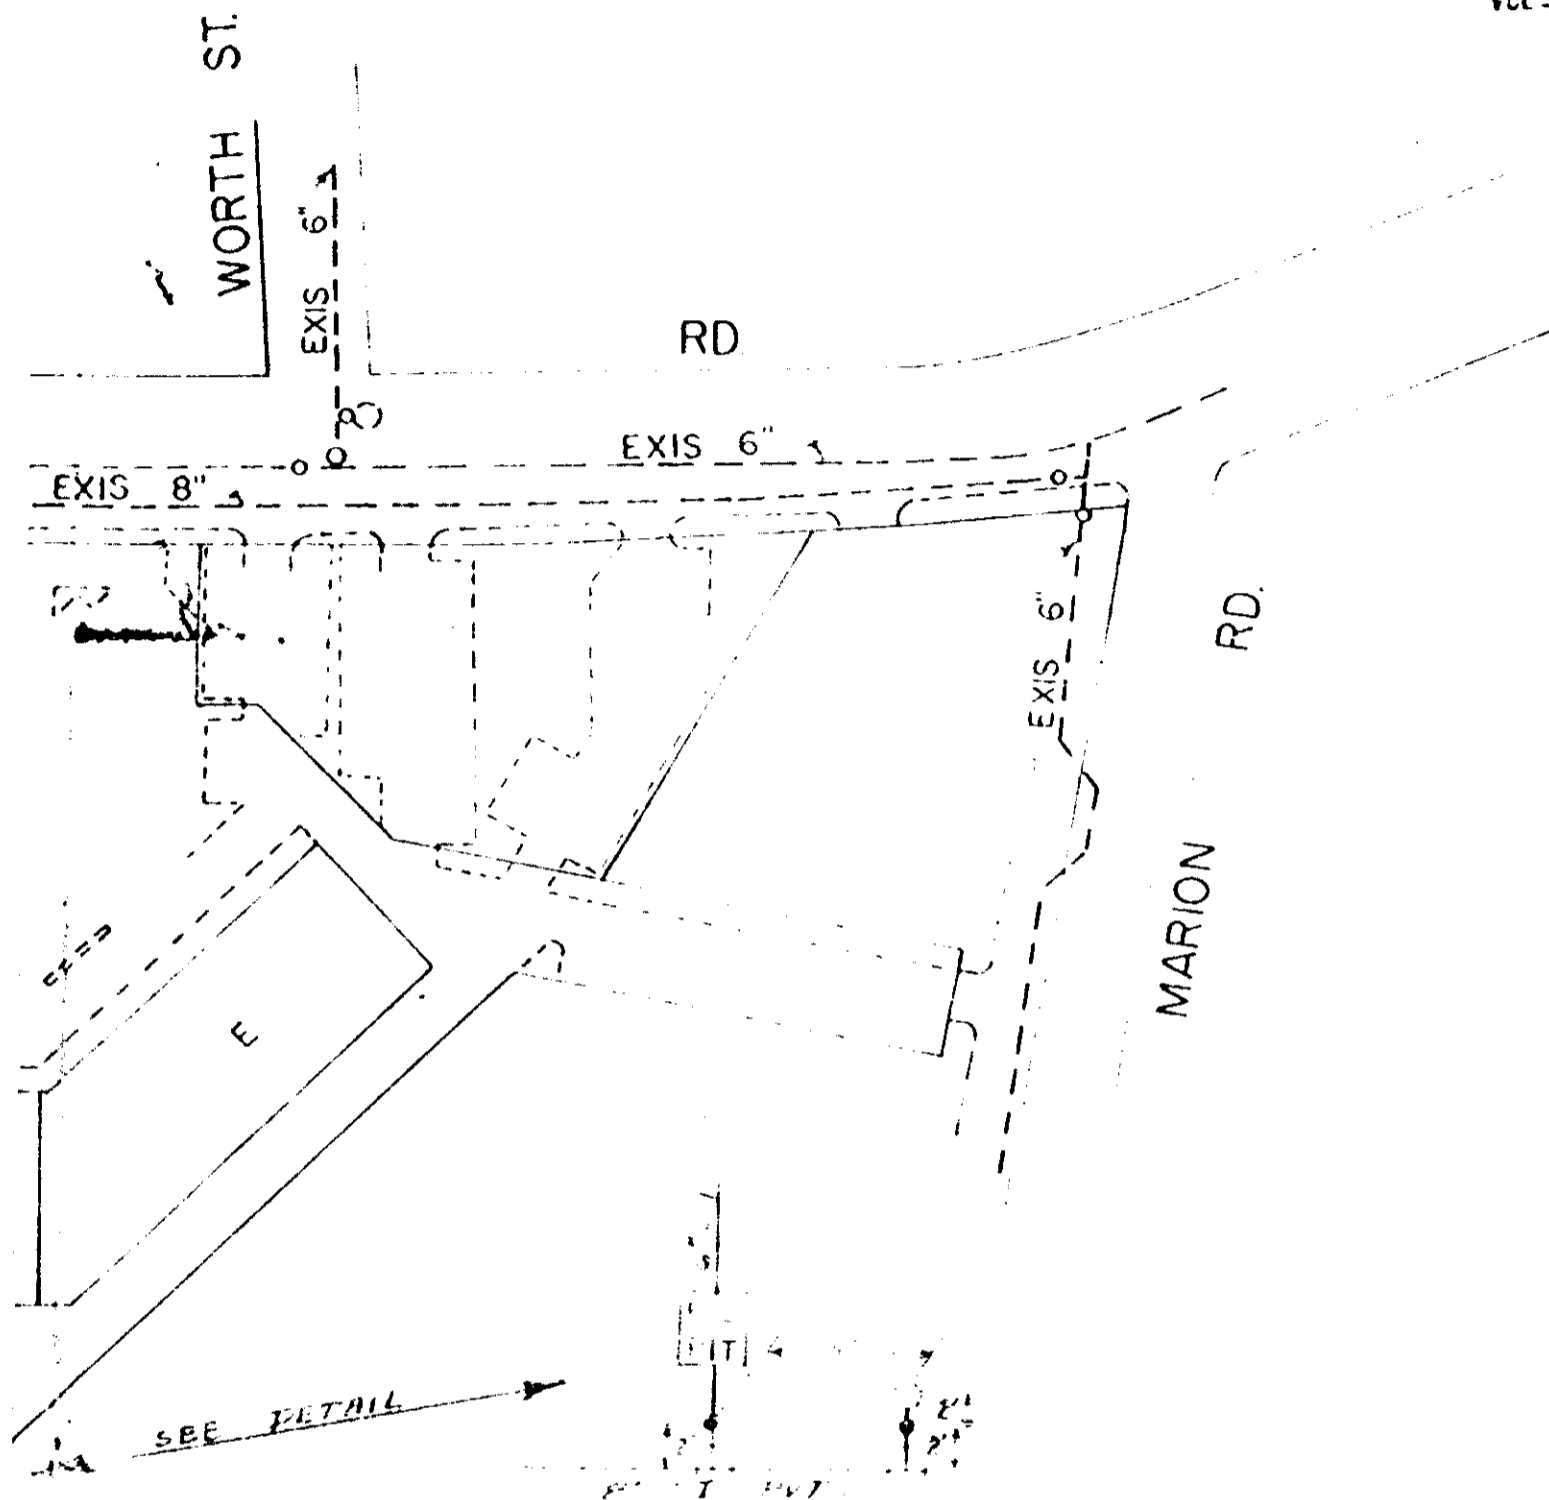 WORTH ST.
EXIS 6"
RD
EXIS 6"
EXIS 8"
EXIS 6"
RD.
MARION
E
SEE DETAIL